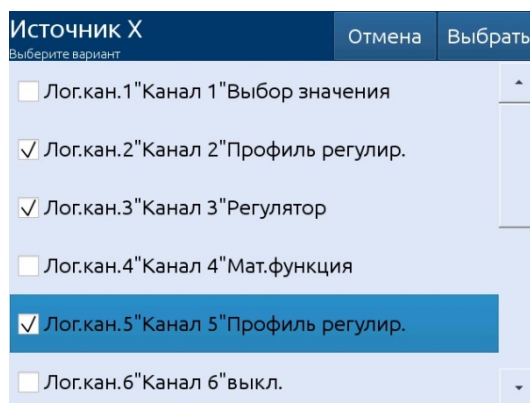 Источник X
Выберите вариант
Отмена
Выбрать
Лог.кан.1"Канал 1"Выбор значения
Лог.кан.2"Канал 2"Профиль регулир.
Лог.кан.3"Канал 3"Регулятор
Лог.кан.4"Канал 4"Мат.функция
Лог.кан.5"Канал 5"Профиль регулир.
Лог.кан.6"Канал 6"выкл.